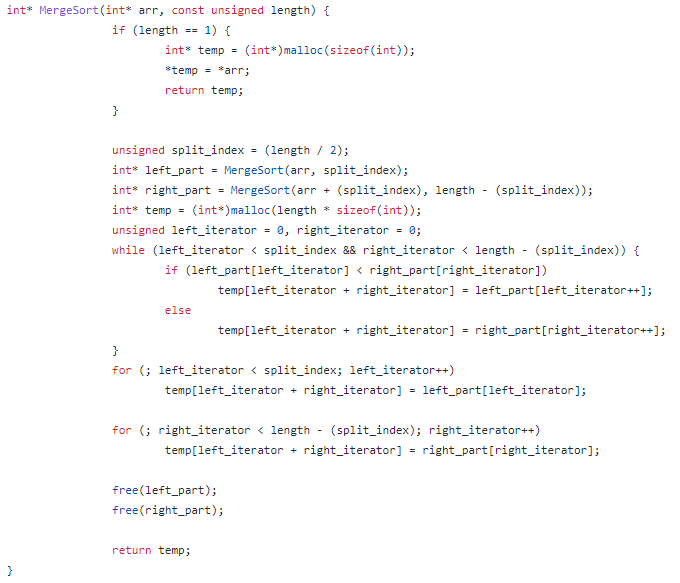 int* MergeSort(int* arr, const unsigned length) {
if (length == 1) {
int* temp = (int*)malloc(sizeof(int));
*temp = *arr;
return temp;
}
unsigned split_index = (length / 2);
int* left_part = MergeSort(arr, split_index);
int* right_part = MergeSort(arr + (split_index), length - (split_index));
int* temp = (int*)malloc(length * sizeof(int));
unsigned left_iterator = 0, right_iterator = 0;
while (left_iterator < split_index && right_iterator < length - (split_index)) {
if (left_part[left_iterator] < right_part[right_iterator])
temp[left_iterator + right_iterator] = left_part[left_iterator++];
else
temp[left_iterator + right_iterator] = right_part[right_iterator++];
}
for (; left_iterator < split_index; left_iterator++)
temp[left_iterator + right_iterator] = left_part[left_iterator];
for (; right_iterator < length - (split_index); right_iterator++)
temp[left_iterator + right_iterator] = right_part[right_iterator];
free(left_part);
free(right_part);
return temp;
}